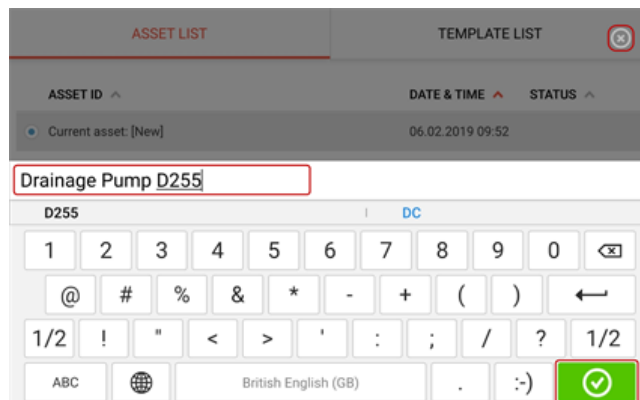 ASSET LIST TEMPLATE LIST
ASSET ID DATE & TIME STATUS
Current asset: [New] 06.02.2019 09:52
Drainage Pump D255
D255 DC
1 2 3 4 5 6 7 8 9 0
@ # % & * - + ( )
1/2 ! " < > ' : ; / ? 1/2
ABC British English (GB) . :-)